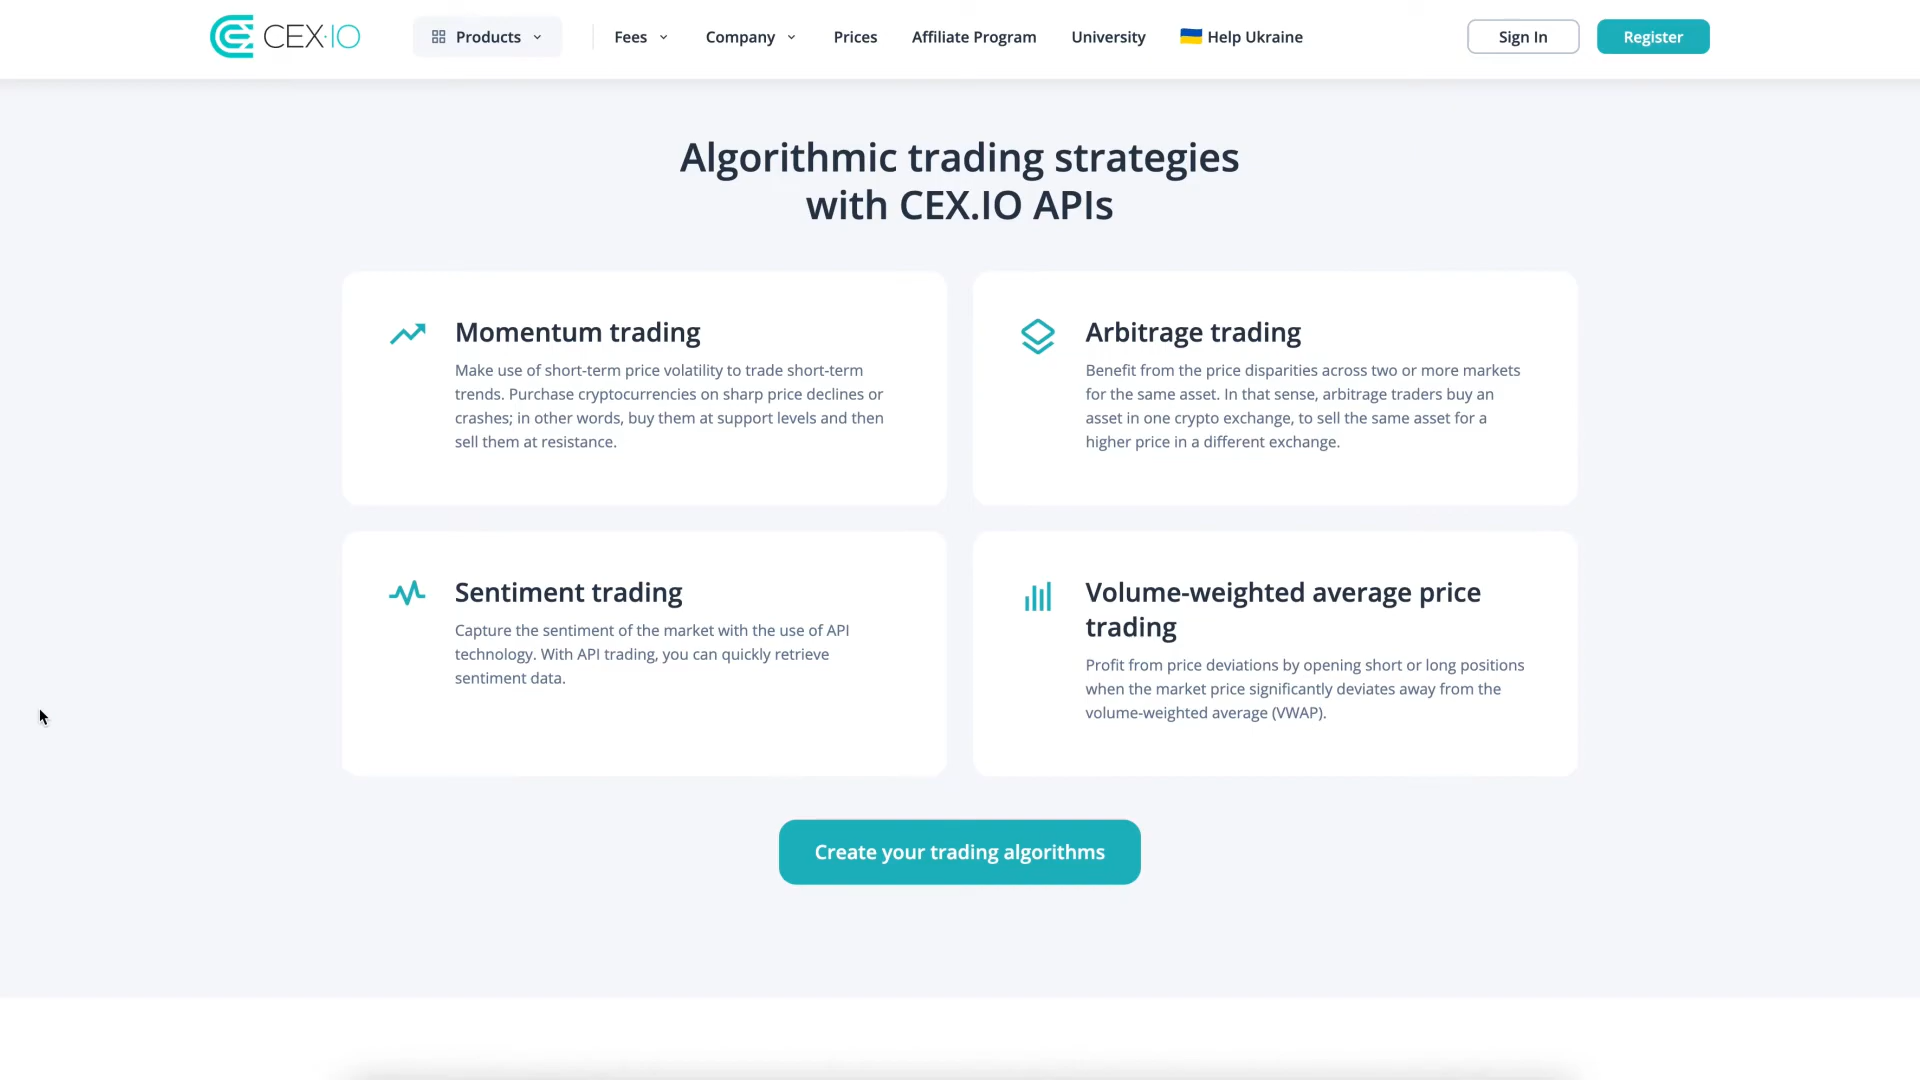 CEX·IO
Products
Fees
Company
Prices
Affiliate Program
University
Help Ukraine
Sign In
Register
Algorithmic trading strategies
with CEX.IO APIs
Momentum trading
Make use of short-term price volatility to trade short-term
trends. Purchase cryptocurrencies on sharp price declines or
crashes; in other words, buy them at support levels and then
sell them at resistance.
Arbitrage trading
Benefit from the price disparities across two or more markets
for the same asset. In that sense, arbitrage traders buy an
asset in one crypto exchange, to sell the same asset for a
higher price in a different exchange.
Sentiment trading
Capture the sentiment of the market with the use of API
technology. With API trading, you can quickly retrieve
sentiment data.
Volume-weighted average price
trading
Profit from price deviations by opening short or long positions
when the market price significantly deviates away from the
volume-weighted average (VWAP).
Create your trading algorithms